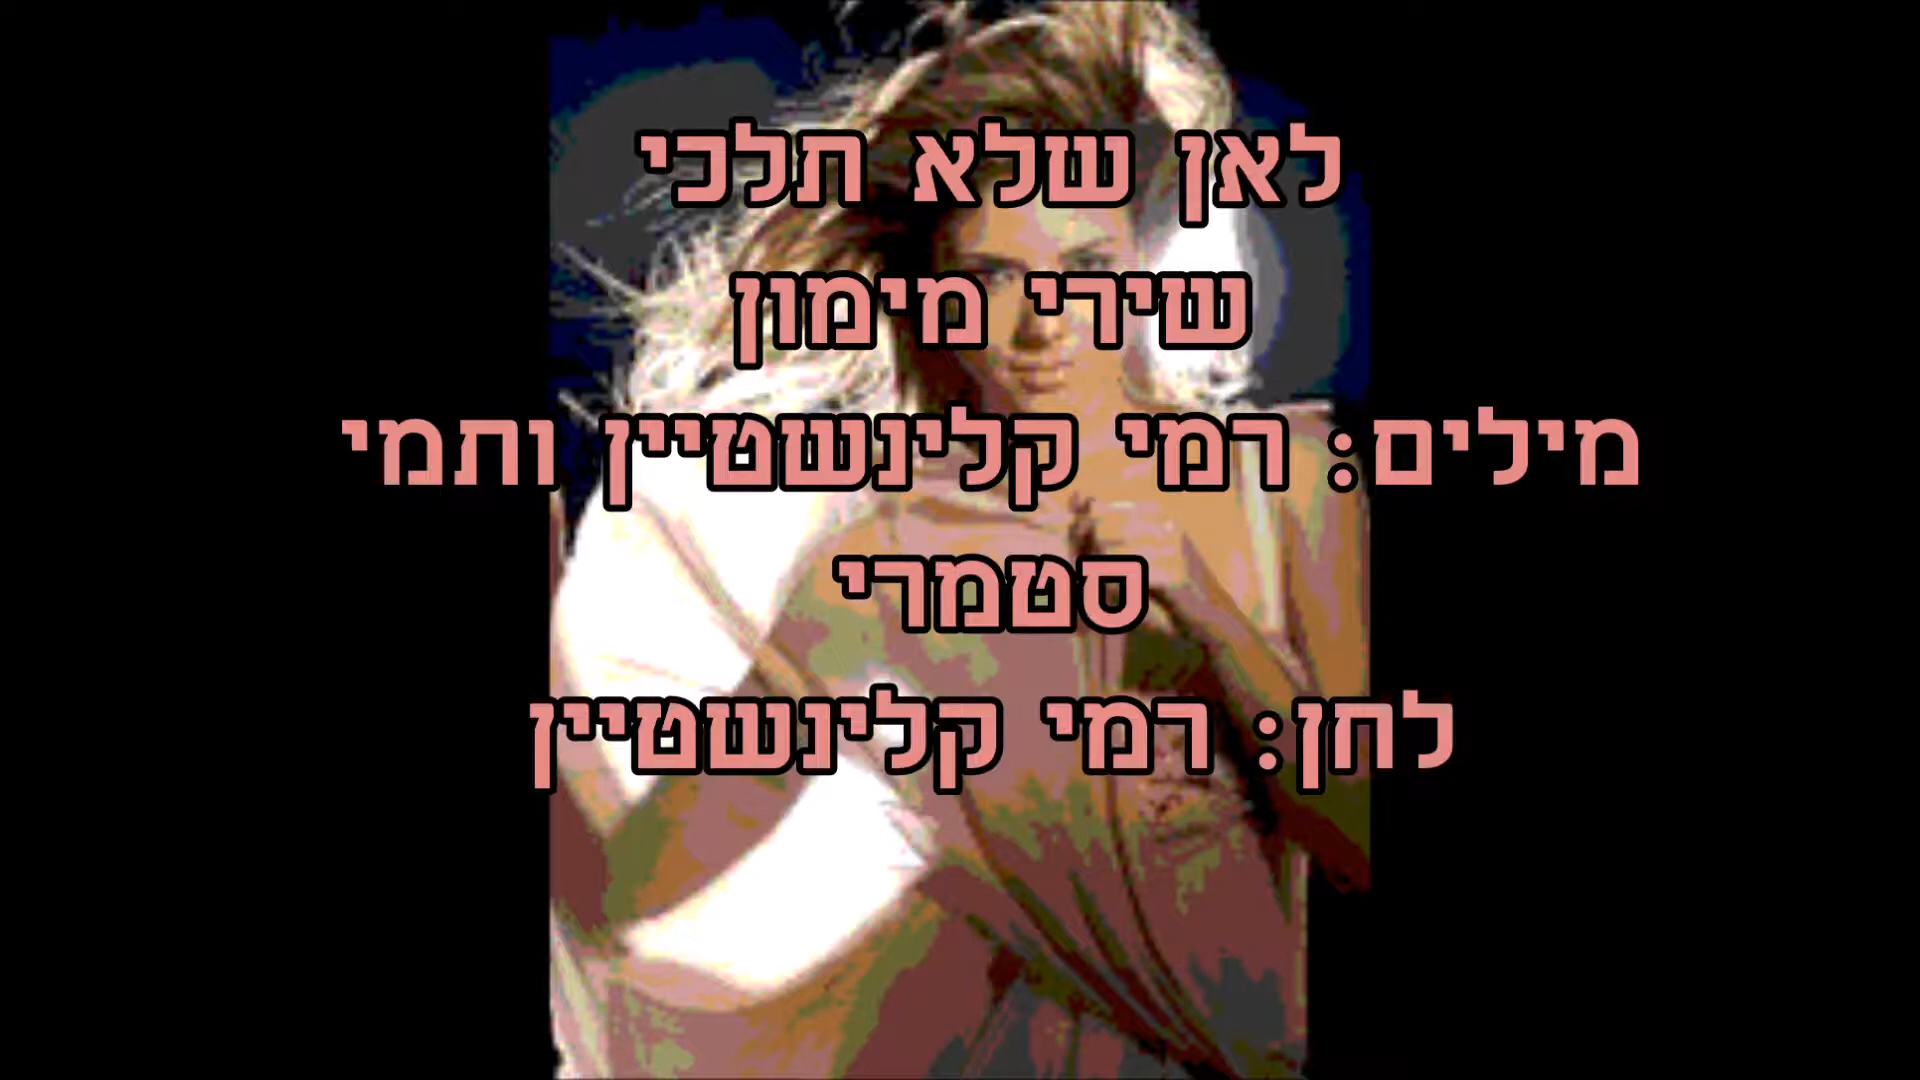 לאן שלא תלכי
שירי מימון
מילים: רמי קלינשטיין ותמי
סטמרי
לחן: רמי קלינשטיין